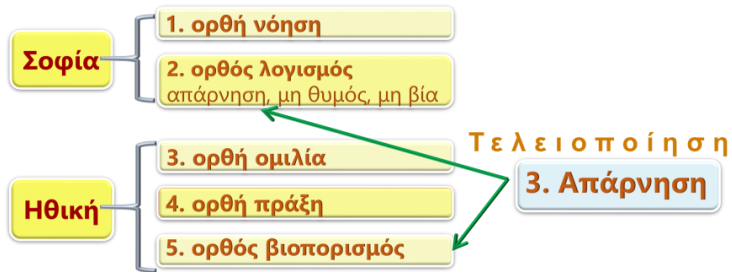 Σοφία
1. ορθή νόηση
2. ορθός λογισμός
απάρνηση, μη θυμός, μη βία
Ηθική
3. ορθή ομιλία
4. ορθή πράξη
5. ορθός βιοπορισμός
Τελειοποίηση
3. Απάρνηση